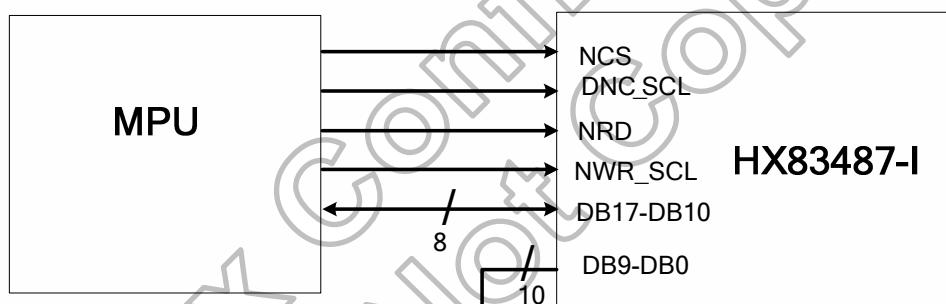 MPU
NCS
DNC_SCL
NRD
NWR_SCL
HX83487-I
DB17-DB10
8
DB9-DB0
10